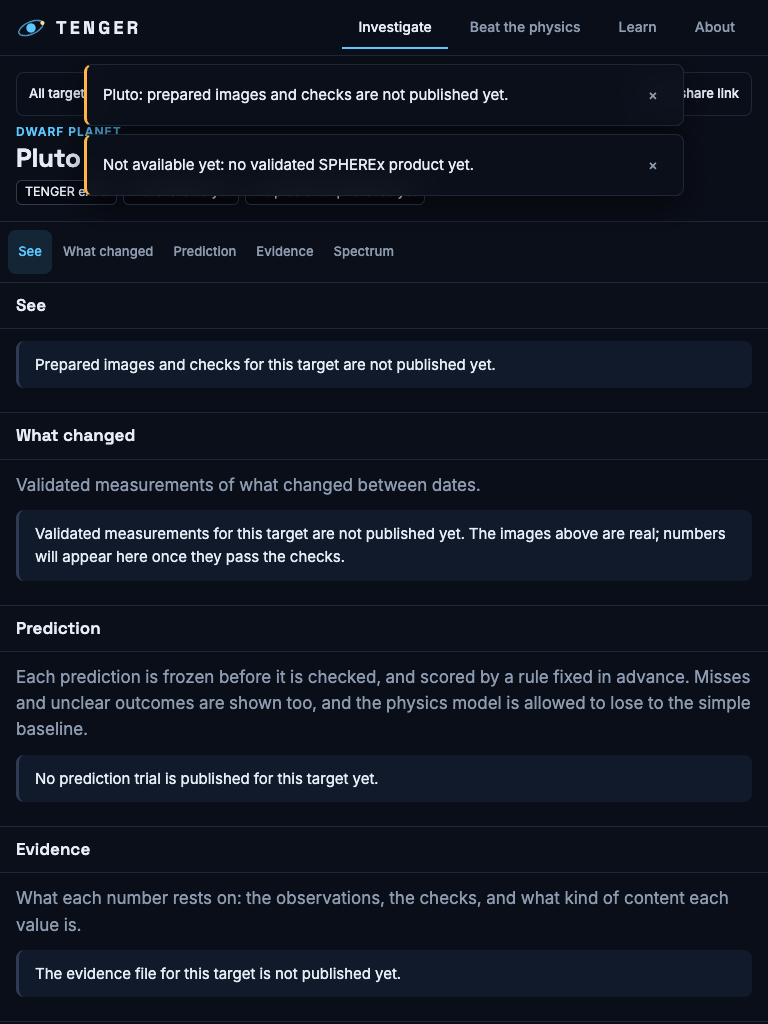 TENGER
Investigate
Beat the physics
Learn
About
All target
share link
Pluto: prepared images and checks are not published yet.
×
DWARF PLANET
Pluto
Not available yet: no validated SPHEREx product yet.
×
TENGER
See
What changed
Prediction
Evidence
Spectrum
See
Prepared images and checks for this target are not published yet.
What changed
Validated measurements of what changed between dates.
Validated measurements for this target are not published yet. The images above are real; numbers
will appear here once they pass the checks.
Prediction
Each prediction is frozen before it is checked, and scored by a rule fixed in advance. Misses
and unclear outcomes are shown too, and the physics model is allowed to lose to the simple
baseline.
No prediction trial is published for this target yet.
Evidence
What each number rests on: the observations, the checks, and what kind of content each
value is.
The evidence file for this target is not published yet.